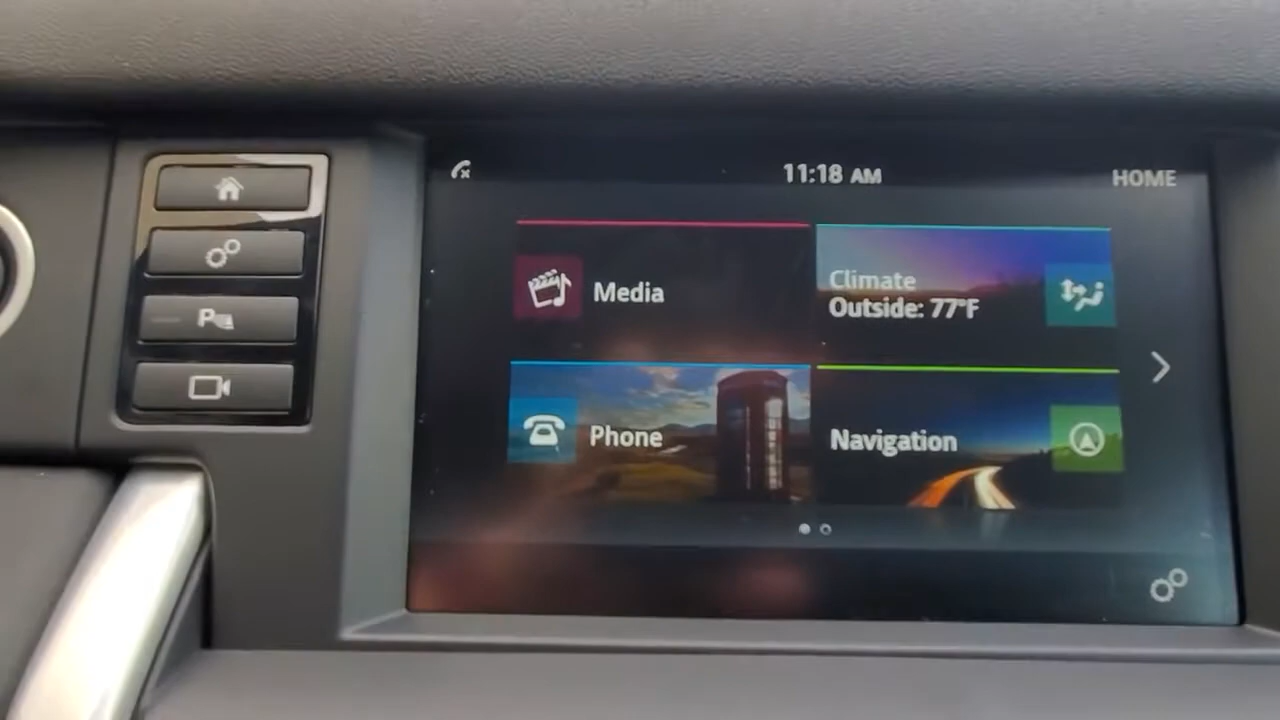 11:18 AM
HOME
Media
Climate
Outside: 77°F
Phone
Navigation
P